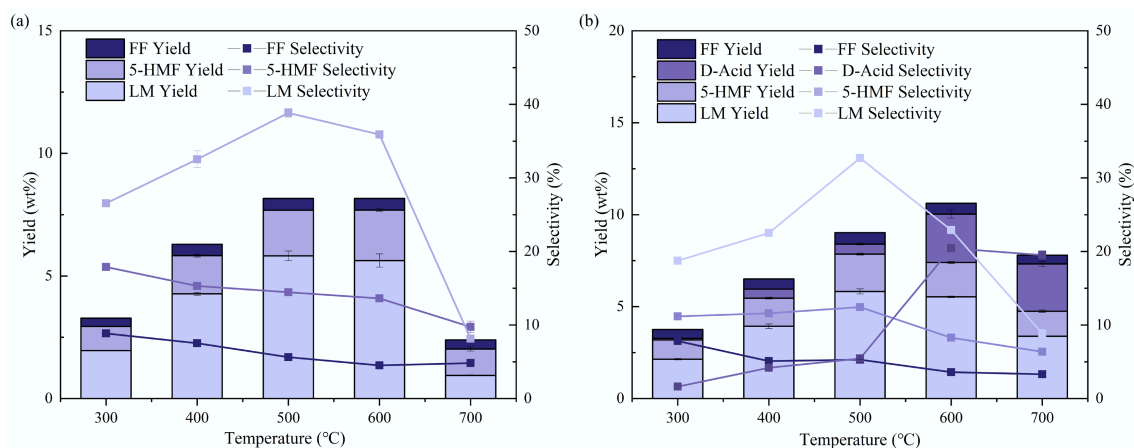 (a)
FF Yield
5-HMF Yield
LM Yield
FF Selectivity
5-HMF Selectivity
LM Selectivity
15
10
5
0
Yield (wt%)
50
40
30
20
10
0
Selectivity (%)
300 400 500 600 700
Temperature (℃)
(b)
FF Yield
D-Acid Yield
5-HMF Yield
LM Yield
FF Selectivity
D-Acid Selectivity
5-HMF Selectivity
LM Selectivity
20
15
10
5
0
Yield (wt%)
50
40
30
20
10
0
Selectivity (%)
300 400 500 600 700
Temperature (℃)